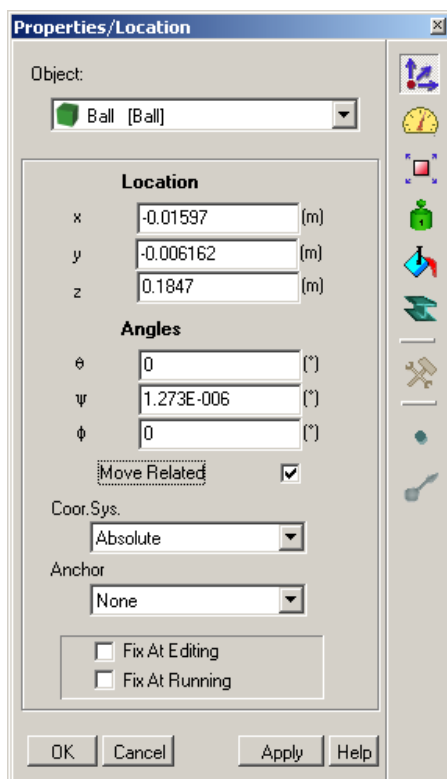 Properties/Location
Object:
Ball [Ball]
Location
x -0.01597 (m)
y -0.006162 (m)
z 0.1847 (m)
Angles
θ 0 (°)
ψ 1.273E-006 (°)
ϕ 0 (°)
Move Related
Coor.Sys.
Absolute
Anchor
None
Fix At Editing
Fix At Running
OK Cancel Apply Help